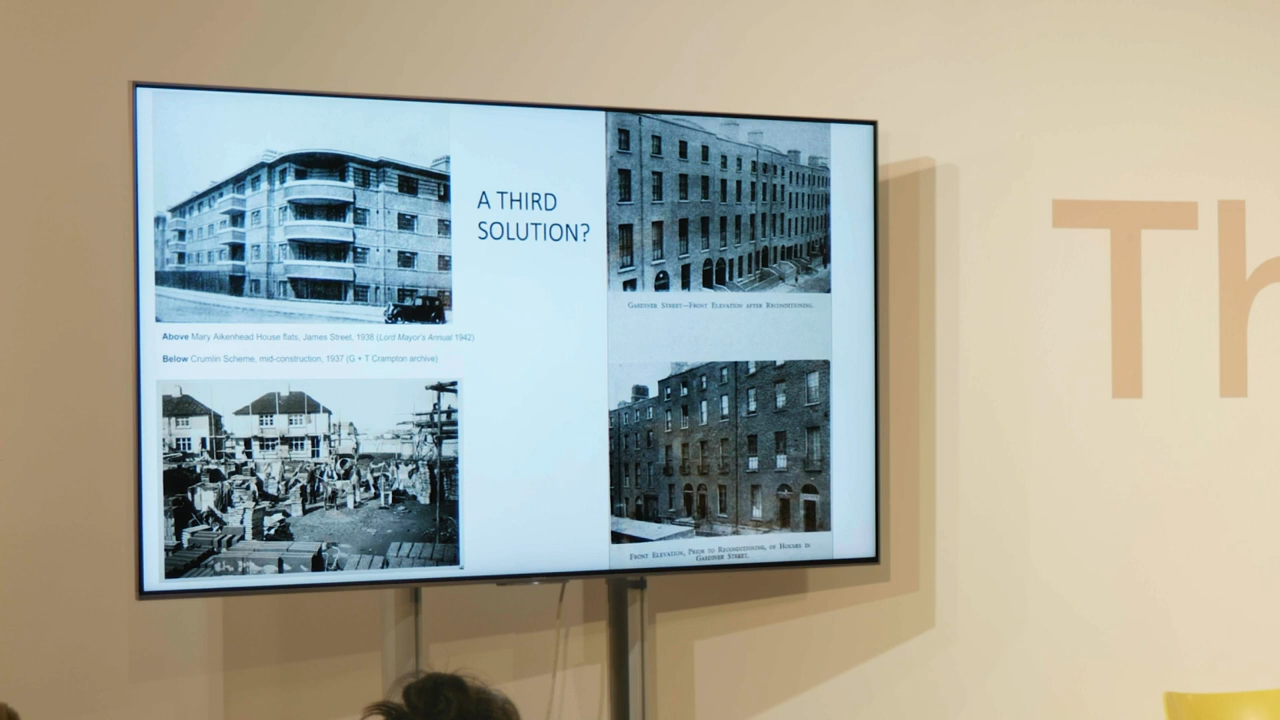 A THIRD
SOLUTION?
Above Mary Aikenhead House flats, James Street, 1938 (Lord Mayor's Annual 1942)
Below Crumlin Scheme, mid-construction, 1937 (G + T Crampton archive)
GARDINER STREET—FRONT ELEVATION AFTER RECONDITIONING.
FRONT ELEVATION, PRIOR TO RECONDITIONING, OF HOUSES IN
GARDINER STREET.
Th